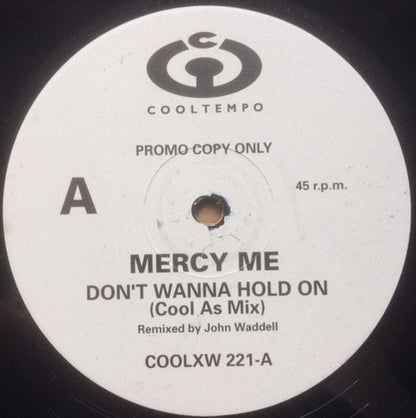 C
COOLTEMPO
PROMO COPY ONLY
A
45 r.p.m.
MERCY ME
DON'T WANNA HOLD ON
(Cool As Mix)
Remixed by John Waddell
COOLXW 221-A